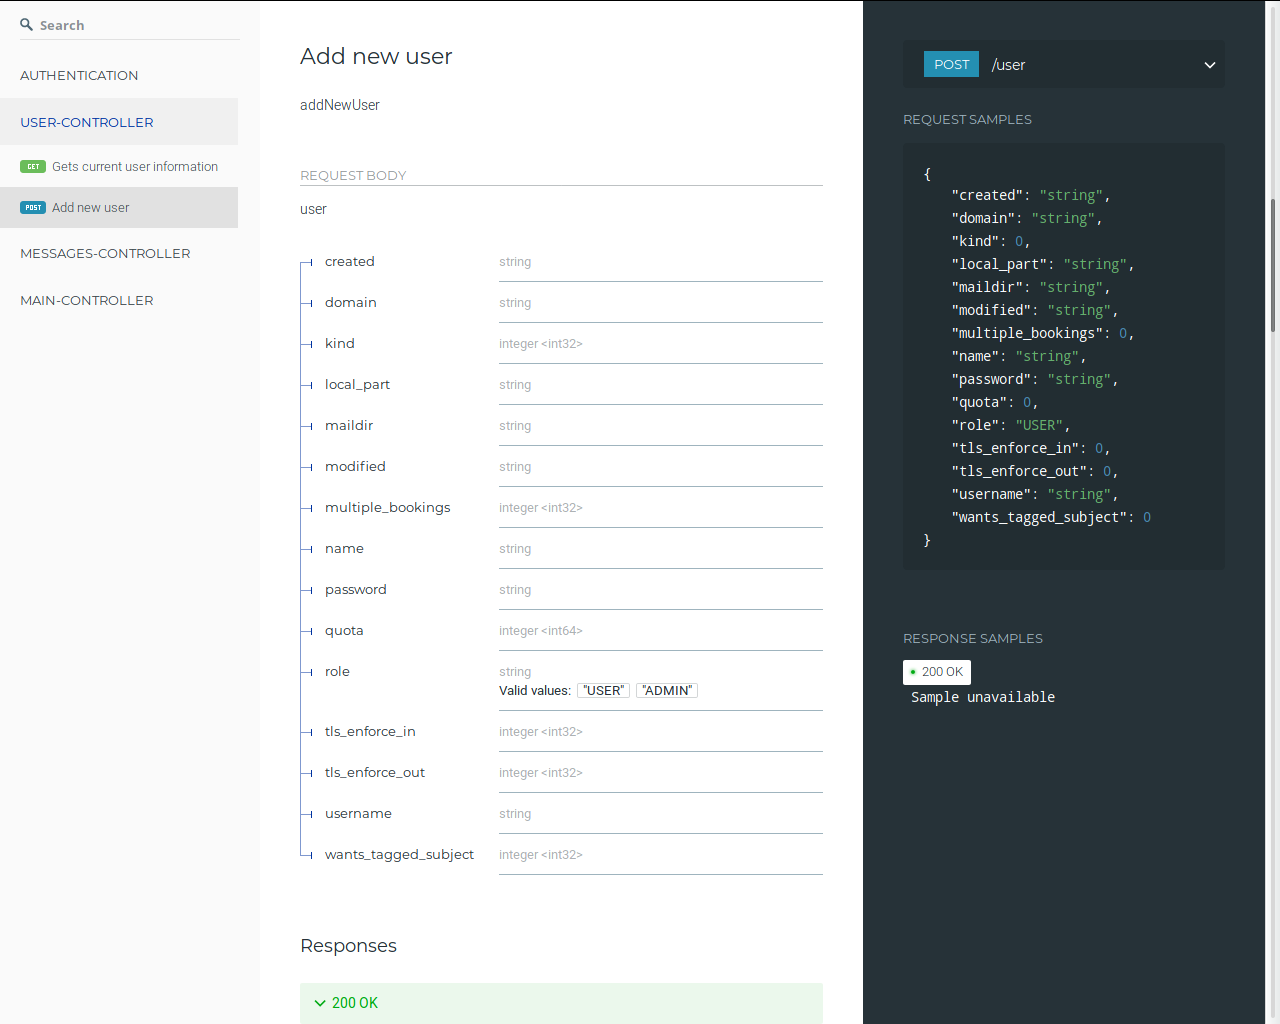 Search
AUTHENTICATION
USER-CONTROLLER
GET Gets current user information
POST Add new user
MESSAGES-CONTROLLER
MAIN-CONTROLLER
Add new user
addNewUser
REQUEST BODY
user
created string
domain string
kind integer <int32>
local_part string
maildir string
modified string
multiple_bookings integer <int32>
name string
password string
quota integer <int64>
role string
Valid values: "USER" "ADMIN"
tls_enforce_in integer <int32>
tls_enforce_out integer <int32>
username string
wants_tagged_subject integer <int32>
Responses
200 OK
POST /user
REQUEST SAMPLES
{
"created": "string",
"domain": "string",
"kind": 0,
"local_part": "string",
"maildir": "string",
"modified": "string",
"multiple_bookings": 0,
"name": "string",
"password": "string",
"quota": 0,
"role": "USER",
"tls_enforce_in": 0,
"tls_enforce_out": 0,
"username": "string",
"wants_tagged_subject": 0
}
RESPONSE SAMPLES
200 OK
Sample unavailable